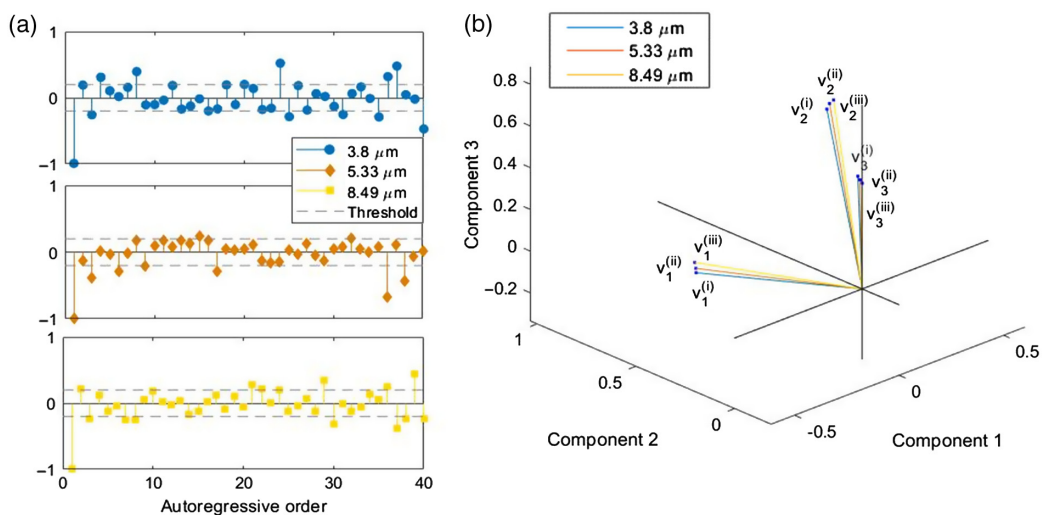 (a)
1
0
−1
3.8 μm
5.33 μm
8.49 μm
Threshold
1
0
−1
1
0
−1
0
10
20
30
40
Autoregressive order
(b)
3.8 μm
5.33 μm
8.49 μm
0.8
0.6
0.4
0.2
0
−0.2
Component 3
v2(ii)
v2(i)
v2(iii)
v3(i)
v3(ii)
v3(iii)
v1(iii)
v1(ii)
v1(i)
1
0.5
0
Component 2
−0.5
0
0.5
Component 1